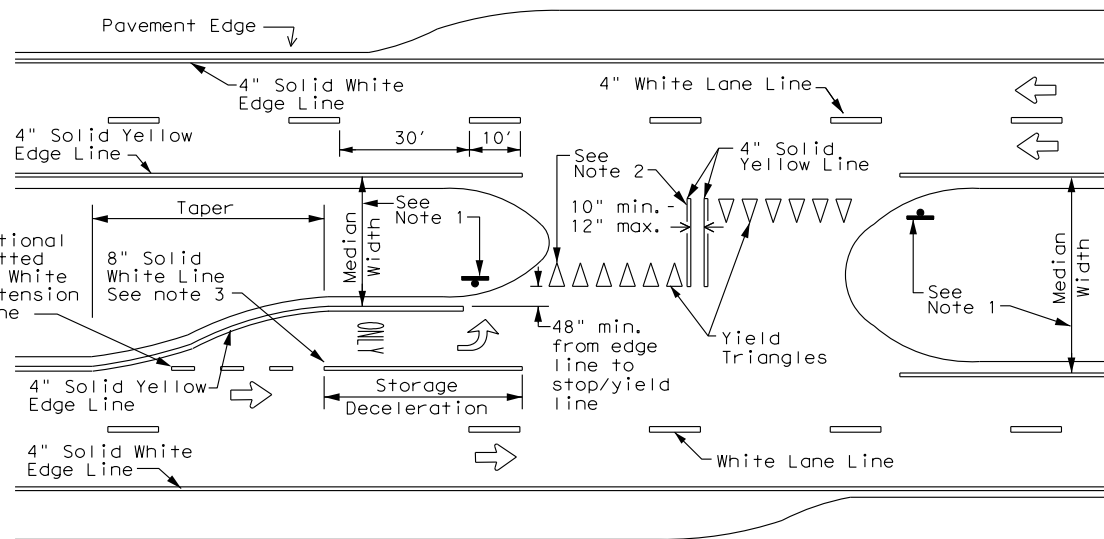 Pavement Edge
4" Solid White
Edge Line
4" White Lane Line
4" Solid Yellow
Edge Line
30'
10'
See
Note 2
4" Solid
Yellow Line
Taper
Median
Width
See
Note 1
10" min.
12" max.
8" Solid
White Line
See note 3
ONLY
48" min.
from edge
line to
stop/yield
line
Yield
Triangles
See
Note 1
Median
Width
White
4" Solid Yellow
Edge Line
Storage
Deceleration
4" Solid White
Edge Line
White Lane Line